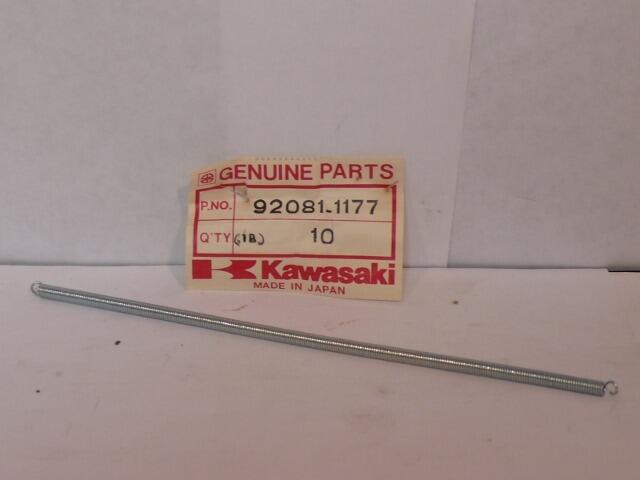 GENUINE PARTS
P.NO. 92081-1177
Q'TY (1B) 10
Kawasaki
MADE IN JAPAN